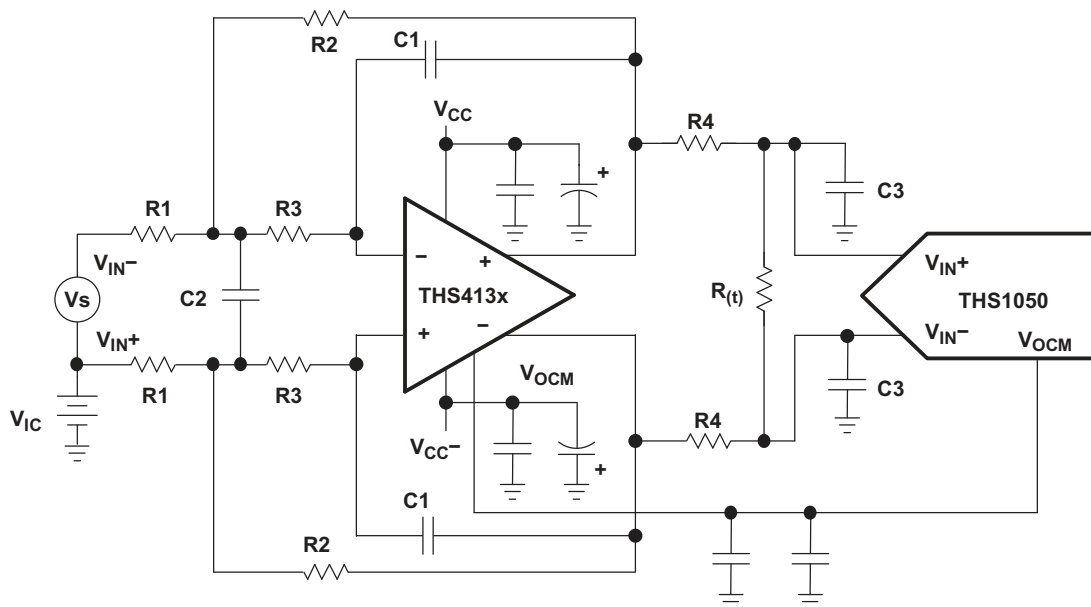 R2
C1
VCC
R4
+
C3
R1
R3
VIN−
−
+
VIN+
Vs
C2
THS413x
R(t)
THS1050
VIN+
+
−
VIN−
VOCM
R1
R3
VOCM
C3
VIC
R4
VCC−
+
C1
R2